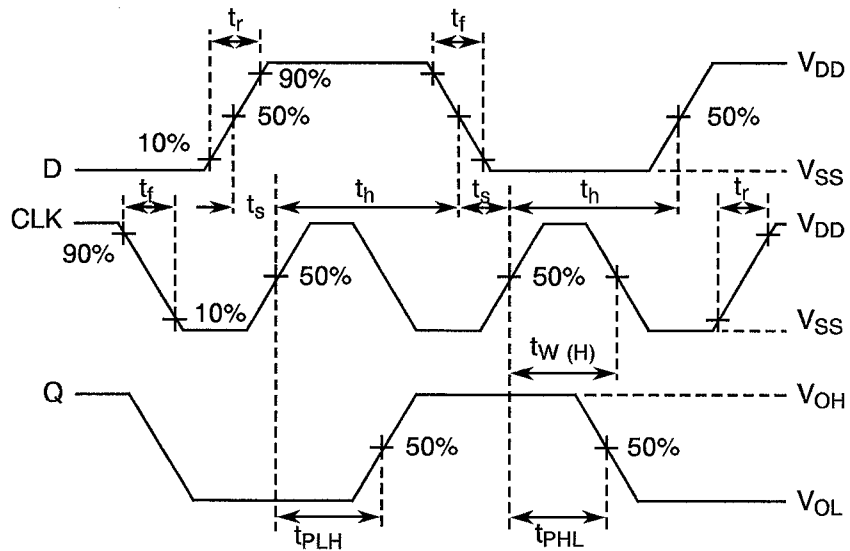 tr tf
VDD
90%
50% 50%
10%
D VSS
tf ts th ts th tr
CLK VDD
90%
50% 50%
10%
VSS
tW (H)
Q VOH
50% 50%
VOL
tPLH tPHL